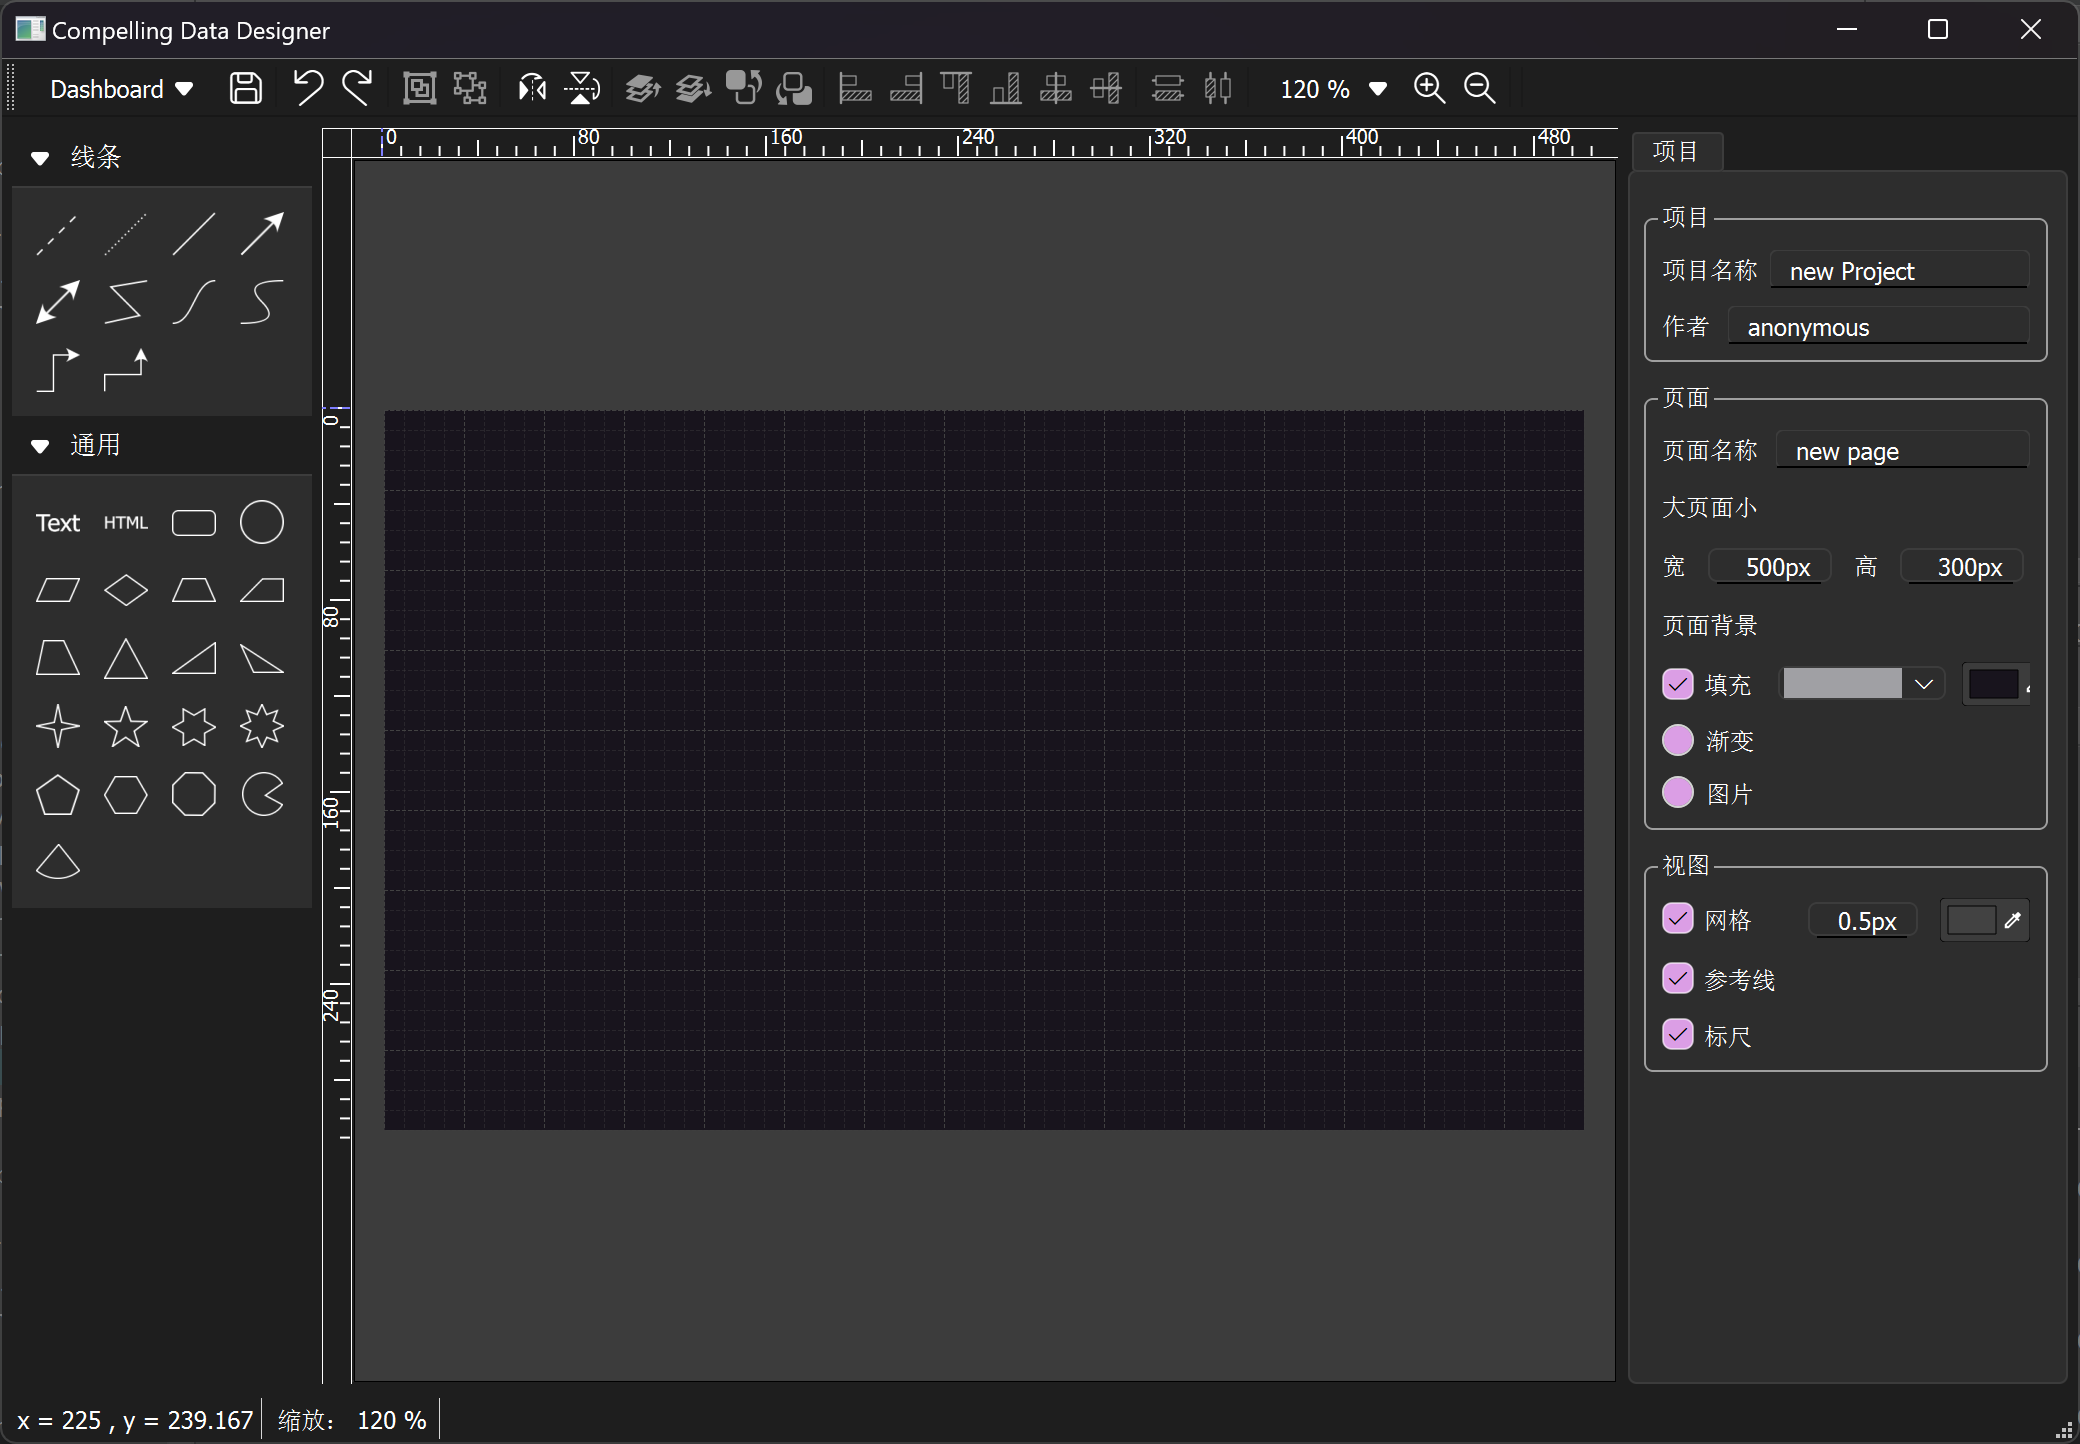 Compelling Data Designer
Dashboard
120 %
线条
通用
Text HTML
0 80 160 240 320 400 480
0
80
160
240
项目
项目
项目名称 new Project
作者 anonymous
页面
页面名称 new page
大页面小
宽 500px 高 300px
页面背景
填充
渐变
图片
视图
网格 0.5px
参考线
标尺
x = 225 , y = 239.167 缩放： 120 %